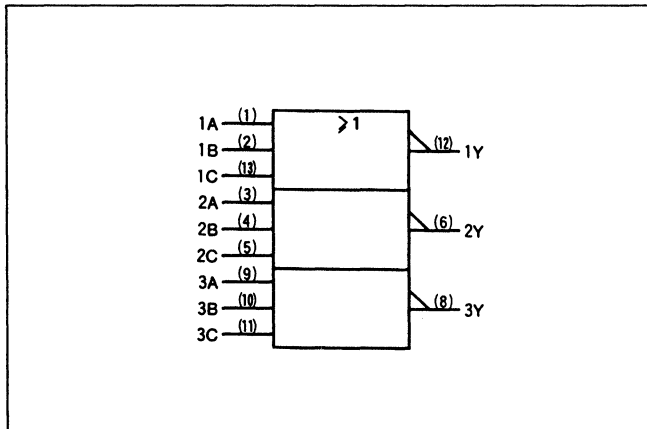 ≥1
1A (1)
1B (2)
1C (13)
(12) 1Y
2A (3)
2B (4)
2C (5)
(6) 2Y
3A (9)
3B (10)
3C (11)
(8) 3Y